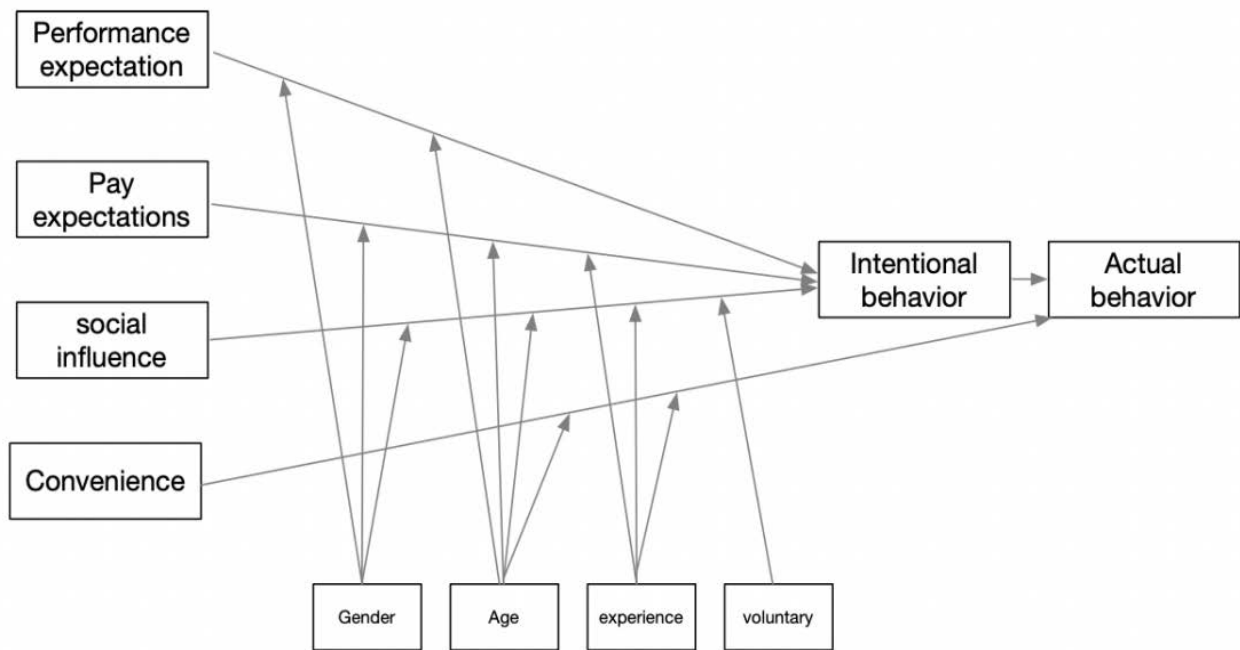 Performance
expectation
Pay
expectations
social
influence
Convenience
Intentional
behavior
Actual
behavior
Gender
Age
experience
voluntary